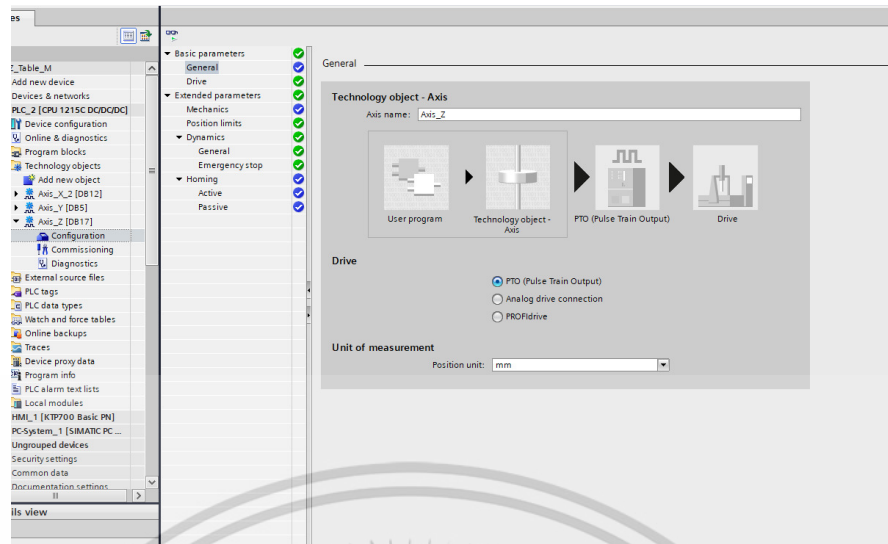 es
E_Table_M
Add new device
Devices & networks
PLC_2 [CPU 1215C DC/DC/DC]
Device configuration
Online & diagnostics
Program blocks
Technology objects
Add new object
Axis_X_2 [DB12]
Axis_Y [DB5]
Axis_Z [DB17]
Configuration
Commissioning
Diagnostics
External source files
PLC tags
PLC data types
Watch and force tables
Online backups
Traces
Device proxy data
Program info
PLC alarm text lists
Local modules
HMI_1 [KTP700 Basic PN]
PC-System_1 [SIMATIC PC ...
Ungrouped devices
Security settings
Common data
Documentation settings
ils view
Basic parameters
General
Drive
Extended parameters
Mechanics
Position limits
Dynamics
General
Emergency stop
Homing
Active
Passive
General
Technology object - Axis
Axis name: Axis_Z
User program
Technology object - Axis
PTO (Pulse Train Output)
Drive
Drive
PTO (Pulse Train Output)
Analog drive connection
PROFIdrive
Unit of measurement
Position unit: mm